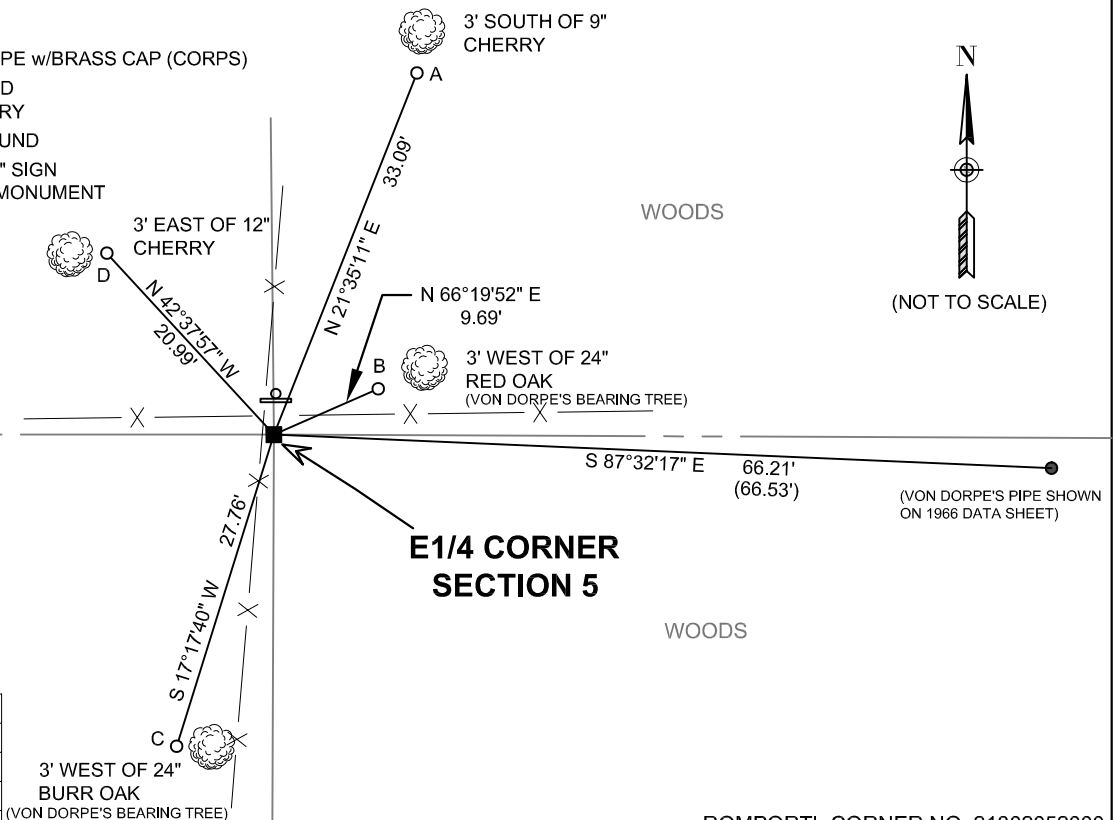 3' SOUTH OF 9"
CHERRY
PE w/BRASS CAP (CORPS)
D
RY
UND
" SIGN
MONUMENT
A
33.09'
N 21°35'11" E
N
(NOT TO SCALE)
WOODS
3' EAST OF 12"
CHERRY
D
N 42°37'57" W
20.99'
N 66°19'52" E
9.69'
B
3' WEST OF 24"
RED OAK
(VON DORPE'S BEARING TREE)
S 87°32'17" E
66.21'
(66.53')
(VON DORPE'S PIPE SHOWN
ON 1966 DATA SHEET)
E1/4 CORNER
SECTION 5
27.76'
S 17°17'40" W
WOODS
C
3' WEST OF 24"
BURR OAK
(VON DORPE'S BEARING TREE)